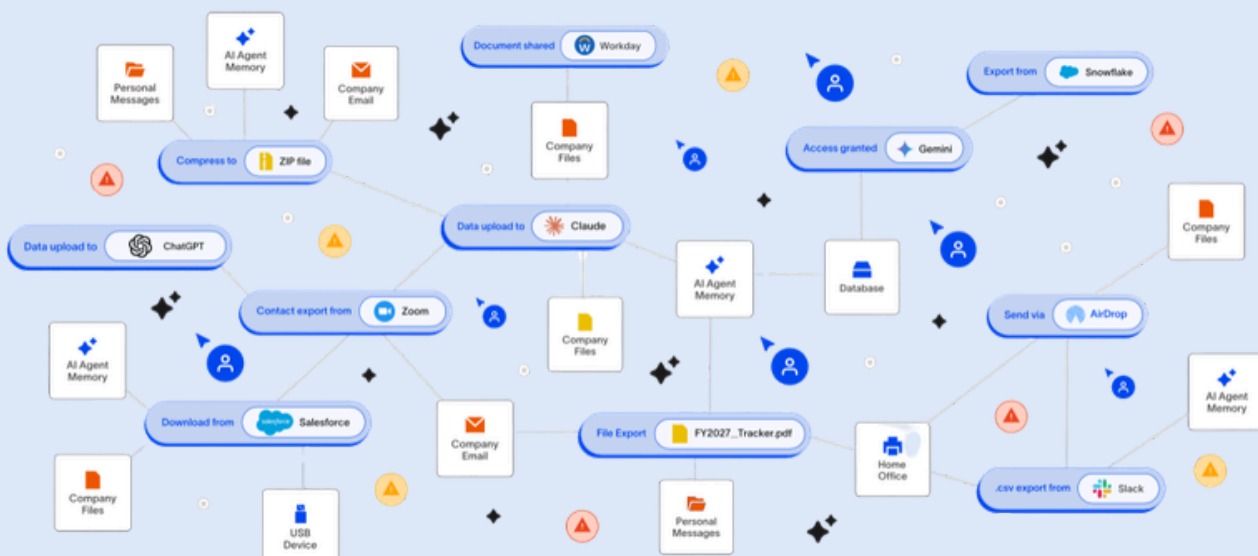 AI Agent
Memory
Personal
Messages
Company
Email
Document shared
Workday
Export from
Snowflake
Company
Files
Access granted
Gemini
Compress to
ZIP file
Data upload to
Claude
Company
Files
Data upload to
ChatGPT
AI Agent
Memory
Database
Contact export from
Zoom
Send via
AirDrop
Company
Files
AI Agent
Memory
AI Agent
Memory
Download from
salesforce
Salesforce
Company
Email
File Export
FY2027_Tracker.pdf
Home
Office
Company
Files
.csv export from
Slack
USB
Device
Personal
Messages